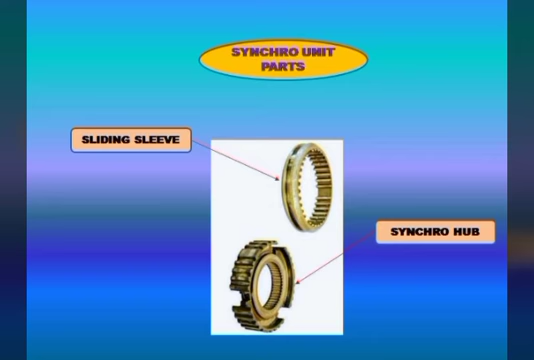 SYNCHRO UNIT
PARTS
SLIDING SLEEVE
SYNCHRO HUB